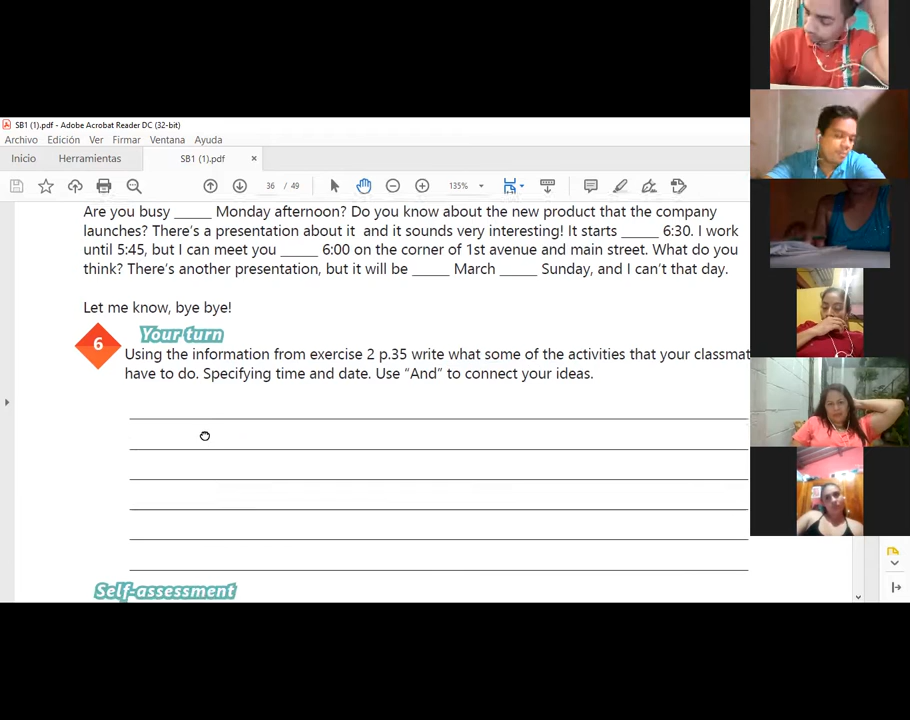 SB1 (1).pdf - Adobe Acrobat Reader DC (32-bit)
Archivo Edición Ver Firmar Ventana Ayuda
Inicio Herramientas SB1 (1).pdf ×
36 / 49 135%
Are you busy _____ Monday afternoon? Do you know about the new product that the company
launches? There's a presentation about it and it sounds very interesting! It starts _____ 6:30. I work
until 5:45, but I can meet you _____ 6:00 on the corner of 1st avenue and main street. What do you
think? There's another presentation, but it will be _____ March _____ Sunday, and I can't that day.
Let me know, bye bye!
6 Your turn
Using the information from exercise 2 p.35 write what some of the activities that your classmat
have to do. Specifying time and date. Use “And” to connect your ideas.
Self-assessment